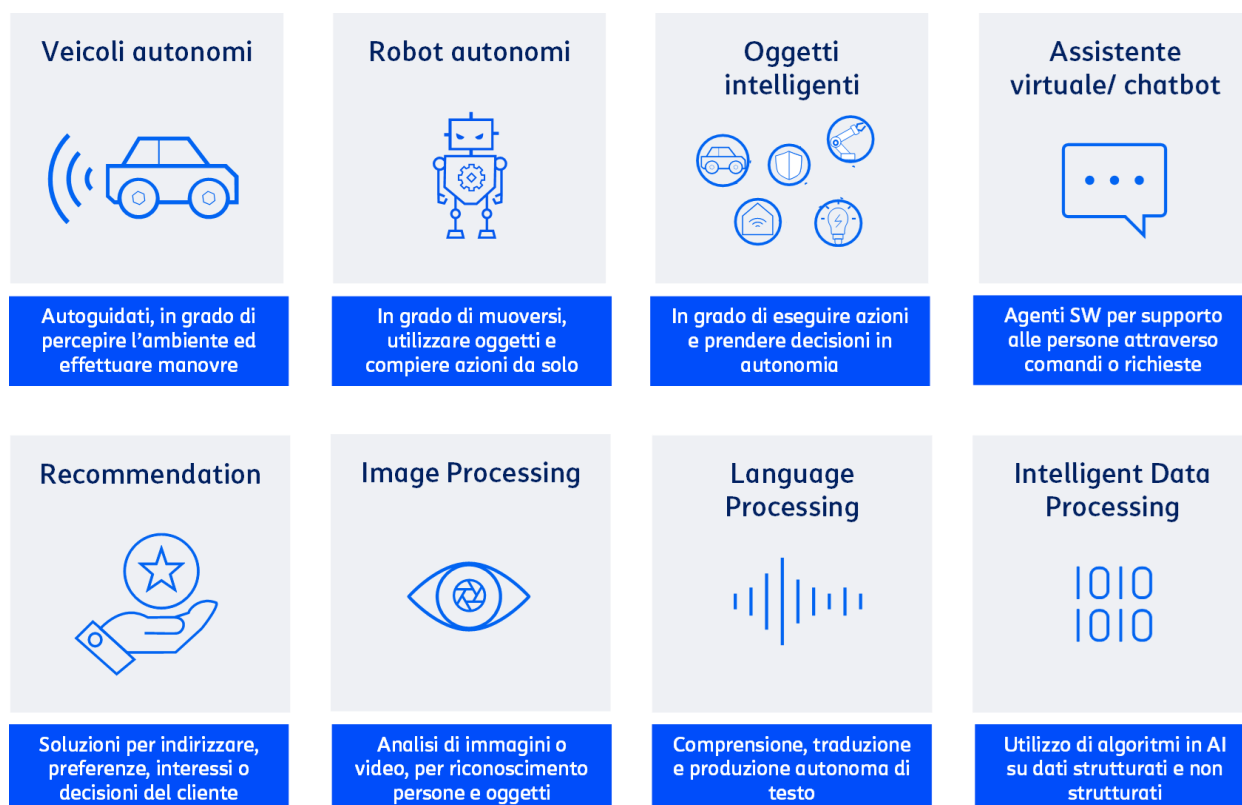 Veicoli autonomi
Autoguidati, in grado di
percepire l'ambiente ed
effettuare manovre
Robot autonomi
In grado di muoversi,
utilizzare oggetti e
compiere azioni da solo
Oggetti
intelligenti
In grado di eseguire azioni
e prendere decisioni in
autonomia
Assistente
virtuale/ chatbot
Agenti SW per supporto
alle persone attraverso
comandi o richieste
Recommendation
Soluzioni per indirizzare,
preferenze, interessi o
decisioni del cliente
Image Processing
Analisi di immagini o
video, per riconoscimento
persone e oggetti
Language
Processing
Comprensione, traduzione
e produzione autonoma di
testo
Intelligent Data
Processing
1010
1010
Utilizzo di algoritmi in AI
su dati strutturati e non
strutturati